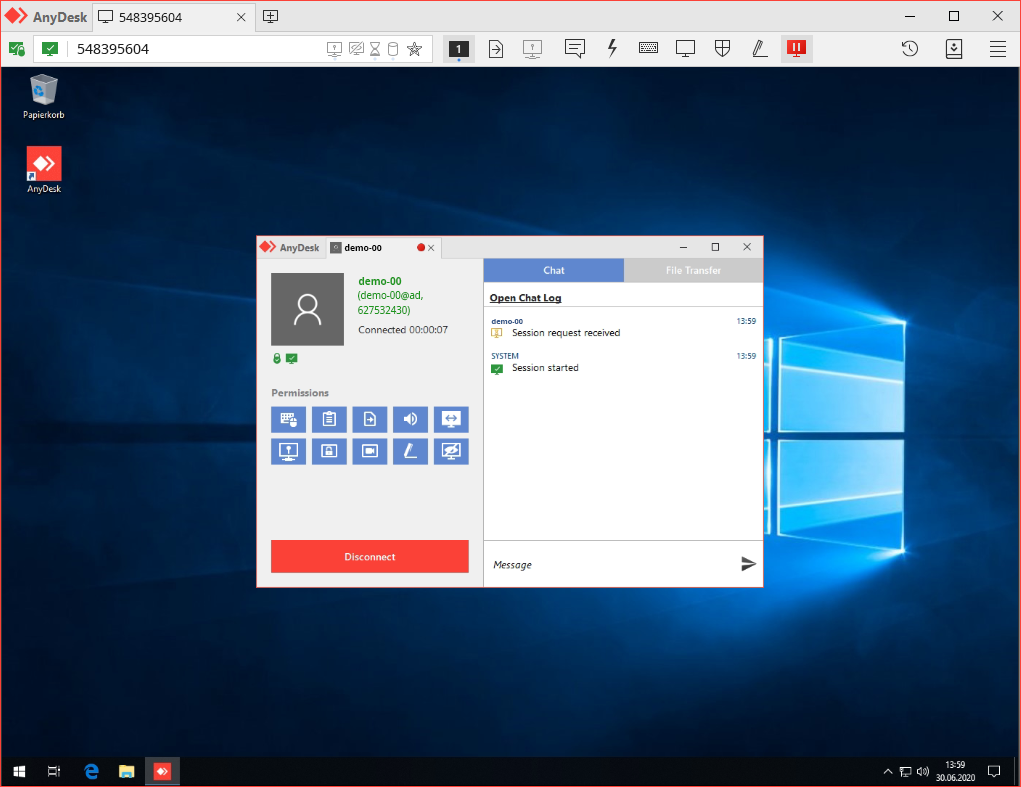 AnyDesk
548395604
548395604
1
Papierkorb
AnyDesk
AnyDesk
demo-00
demo-00
(demo-00@ad,
627532430)
Connected 00:00:07
Permissions
Disconnect
Chat
File Transfer
Open Chat Log
demo-00
13:59
Session request received
SYSTEM
13:59
Session started
Message
13:59
30.06.2020